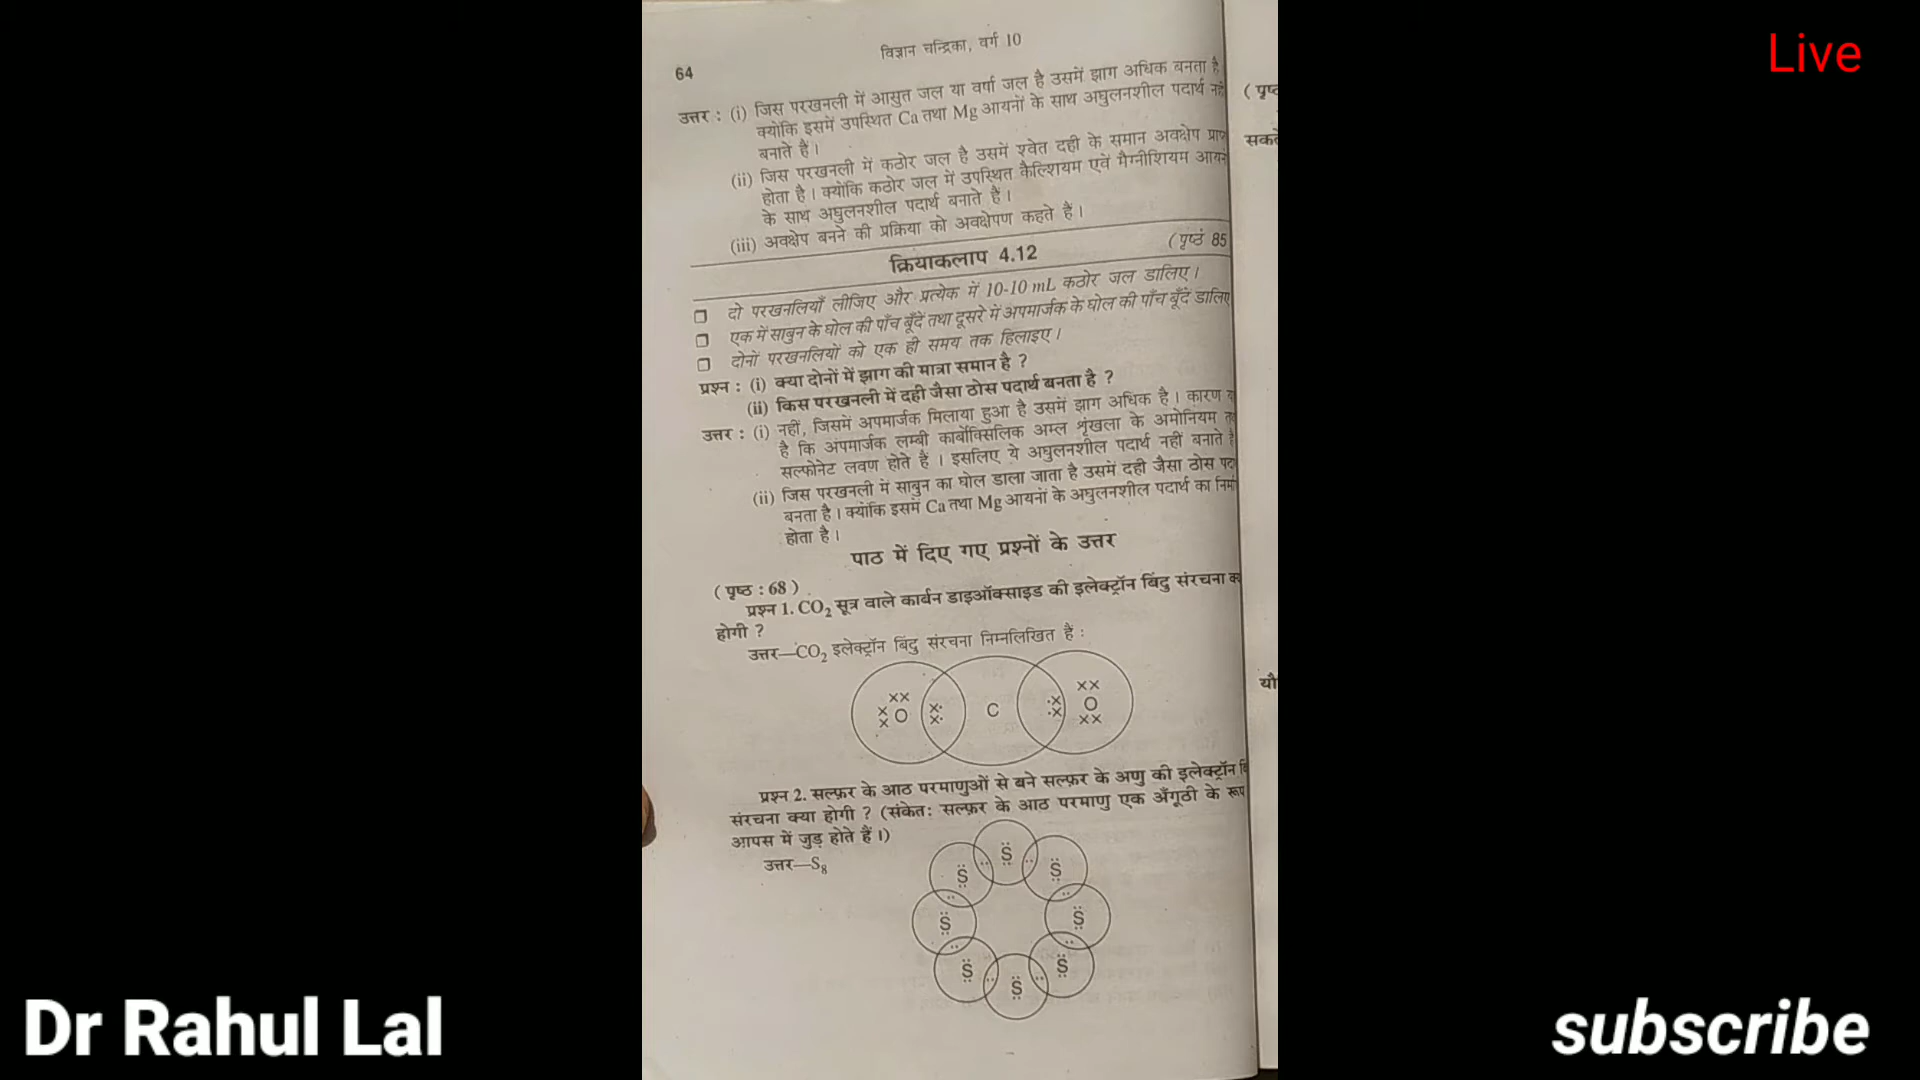 Live
विज्ञान चन्द्रिका, वर्ग 10
64
उत्तर : (i) जिस परखनली में आसुत जल या वर्षा जल है उसमें झाग अधिक बनता है
क्योंकि इसमें उपस्थित Ca तथा Mg आयनों के साथ अघुलनशील पदार्थ नहीं
बनाते हैं।
(ii) जिस परखनली में कठोर जल है उसमें श्वेत दही के समान अवक्षेप
होता है। क्योंकि कठोर जल में उपस्थित कैल्शियम एवं मैग्नीशियम
के साथ अघुलनशील पदार्थ बनाते हैं।
(iii) अवक्षेप बनने की प्रक्रिया को अवक्षेपण कहते हैं।
क्रियाकलाप 4.12
(पृष्ठं 85
❒ दो परखनलियाँ लीजिए और प्रत्येक में 10-10 mL कठोर जल डालिए।
❒ एक में साबुन के घोल की पाँच बूँदें तथा दूसरे में अपमार्जक के घोल की पाँच बूँदें डालिए
❒ दोनों परखनलियों को एक ही समय तक हिलाइए।
प्रश्न : (i) क्या दोनों में झाग की मात्रा समान है ?
(ii) किस परखनली में दही जैसा ठोस पदार्थ बनता है ?
उत्तर : (i) नहीं, जिसमें अपमार्जक मिलाया हुआ है उसमें झाग अधिक है। कारण
है कि अपमार्जक लम्बी कार्बोक्सिलिक अम्ल शृंखला के अमोनियम
सल्फोनेट लवण होते हैं । इसलिए ये अघुलनशील पदार्थ नहीं बनाते
(ii) जिस परखनली में साबुन का घोल डाला जाता है उसमें दही जैसा ठोस
बनता है। क्योंकि इसमें Ca तथा Mg आयनों के अघुलनशील पदार्थ का
होता है।
पाठ में दिए गए प्रश्नों के उत्तर
(पृष्ठ : 68)
प्रश्न 1. CO₂ सूत्र वाले कार्बन डाइऑक्साइड की इलेक्ट्रॉन बिंदु संरचना
होगी ?
उत्तर—CO₂ इलेक्ट्रॉन बिंदु संरचना निम्नलिखित हैं :
O C O
प्रश्न 2. सल्फ़र के आठ परमाणुओं से बने सल्फ़र के अणु की इलेक्ट्रॉन
संरचना क्या होगी ? (संकेतः सल्फ़र के आठ परमाणु एक अँगूठी के रूप
आपस में जुड़ होते हैं।)
उत्तर—S₈
S
S S
S S
S S
S
(पृष्ठ
सकते
यौ
Dr Rahul Lal
subscribe